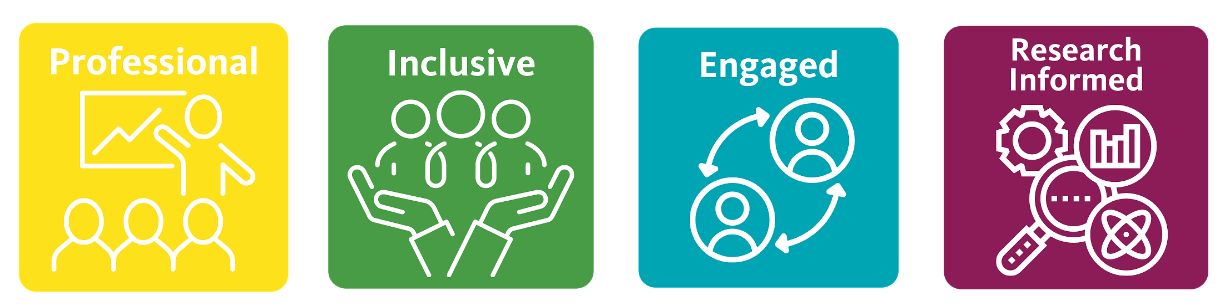 Professional
Inclusive
Engaged
Research
Informed